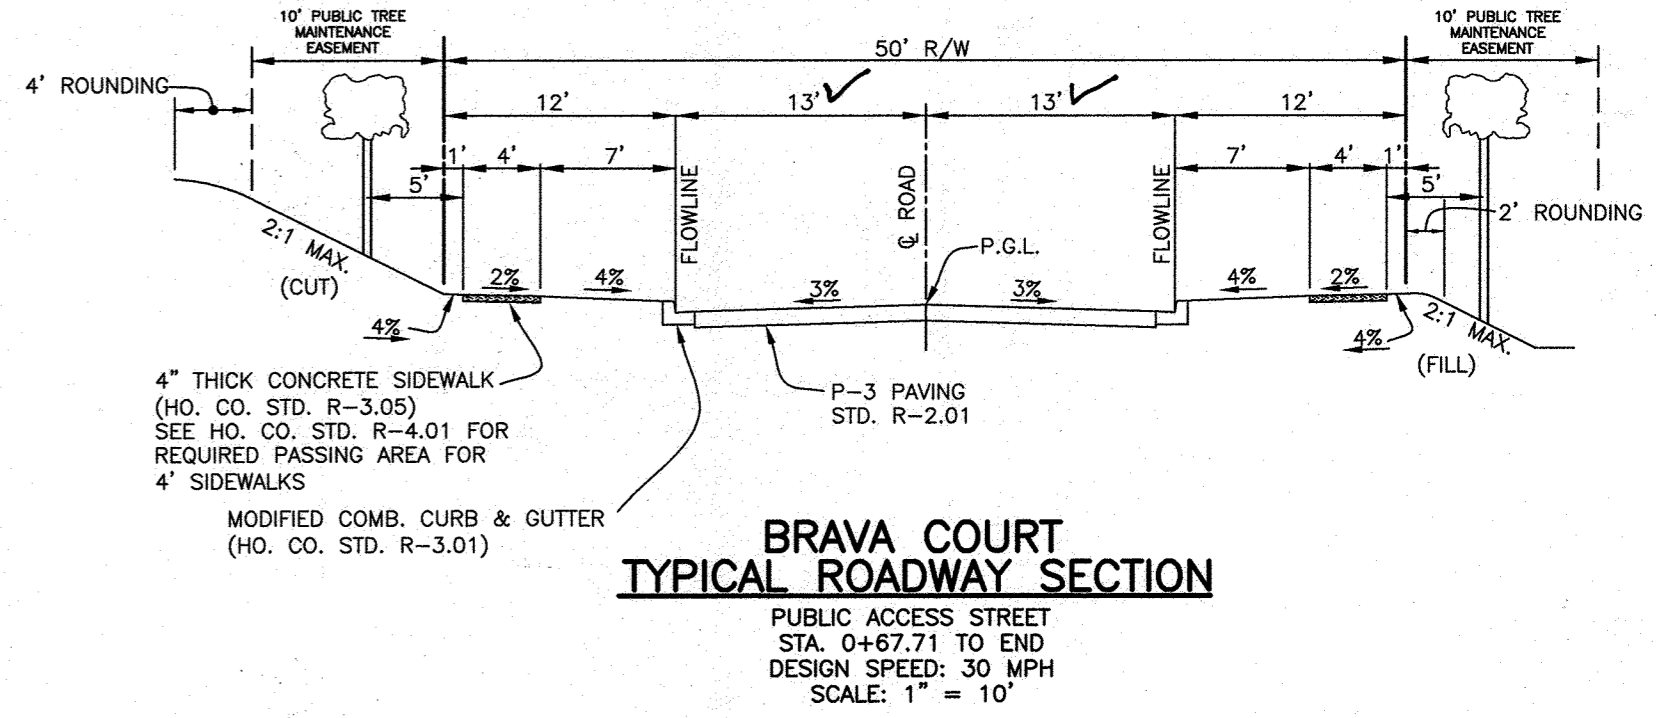 10' PUBLIC TREE
MAINTENANCE
EASEMENT
10' PUBLIC TREE
MAINTENANCE
EASEMENT
50' R/W
4' ROUNDING
12'
13'
13'
12'
1'
4'
7'
7'
4'
1'
5'
5'
FLOWLINE
℄ ROAD
FLOWLINE
2' ROUNDING
2:1 MAX.
(CUT)
P.G.L.
2%
4%
3%
3%
4%
2%
4%
4%
2:1 MAX.
(FILL)
4" THICK CONCRETE SIDEWALK
(HO. CO. STD. R-3.05)
SEE HO. CO. STD. R-4.01 FOR
REQUIRED PASSING AREA FOR
4' SIDEWALKS
P-3 PAVING
STD. R-2.01
MODIFIED COMB. CURB & GUTTER
(HO. CO. STD. R-3.01)
BRAVA COURT
TYPICAL ROADWAY SECTION
PUBLIC ACCESS STREET
STA. 0+67.71 TO END
DESIGN SPEED: 30 MPH
SCALE: 1" = 10'